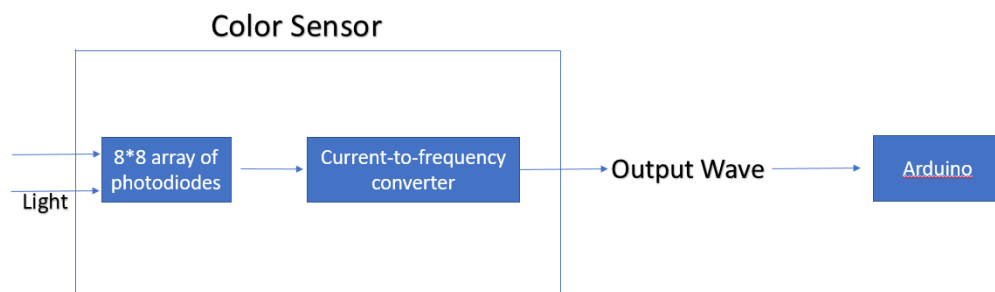 Color Sensor
8*8 array of
photodiodes
Current-to-frequency
converter
Output Wave
Arduino
Light